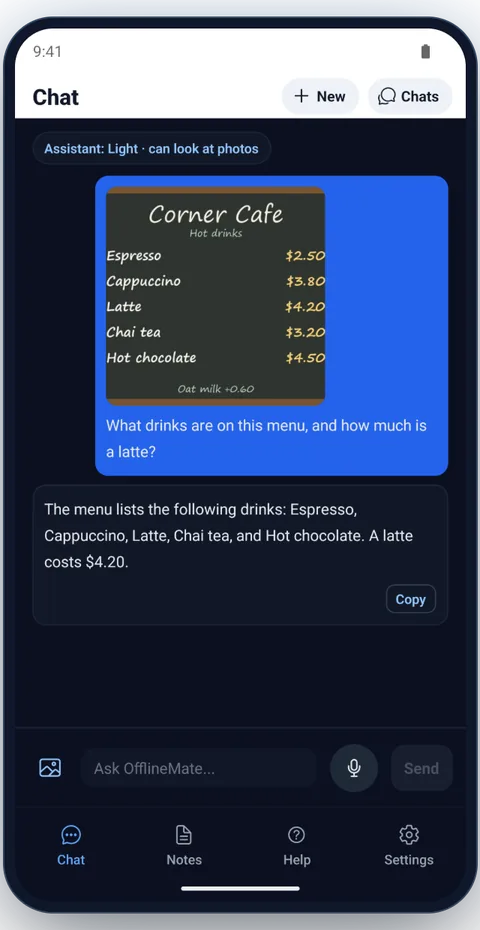 9:41
Chat
New
Chats
Assistant: Light · can look at photos
Corner Cafe
Hot drinks
Espresso $2.50
Cappuccino $3.80
Latte $4.20
Chai tea $3.20
Hot chocolate $4.50
Oat milk +0.60
What drinks are on this menu, and how much is
a latte?
The menu lists the following drinks: Espresso,
Cappuccino, Latte, Chai tea, and Hot chocolate. A latte
costs $4.20.
Copy
Ask OfflineMate...
Send
Chat
Notes
Help
Settings